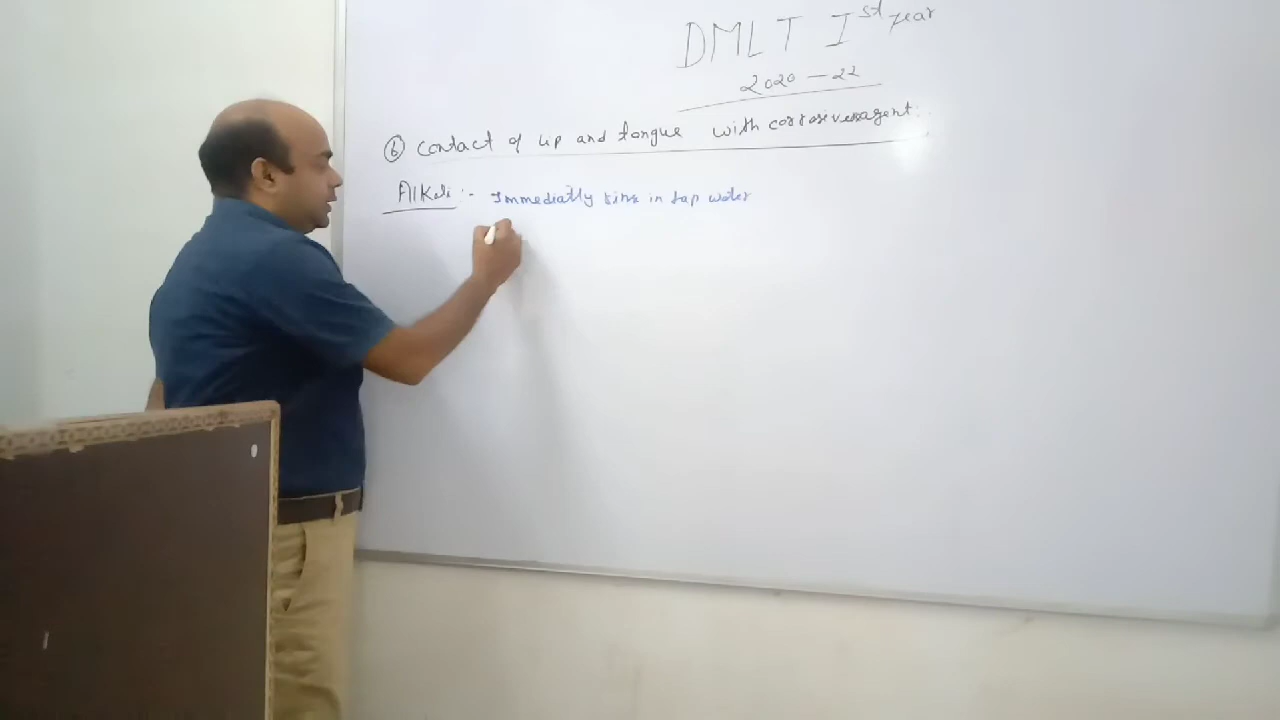 DMLT Ist year
2020-22
⑥ Contact of lip and tongue with corrosive agent:
Alkali :- Immediatly rinse in tap water